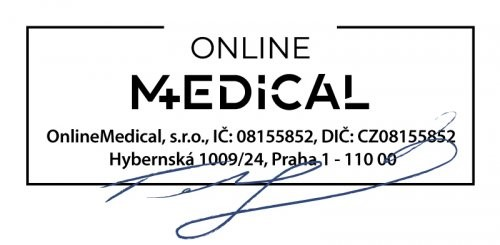 ONLINE
MEDiCAL
OnlineMedical, s.r.o., IČ: 08155852, DIČ: CZ08155852
Hybernská 1009/24, Praha 1 - 110 00